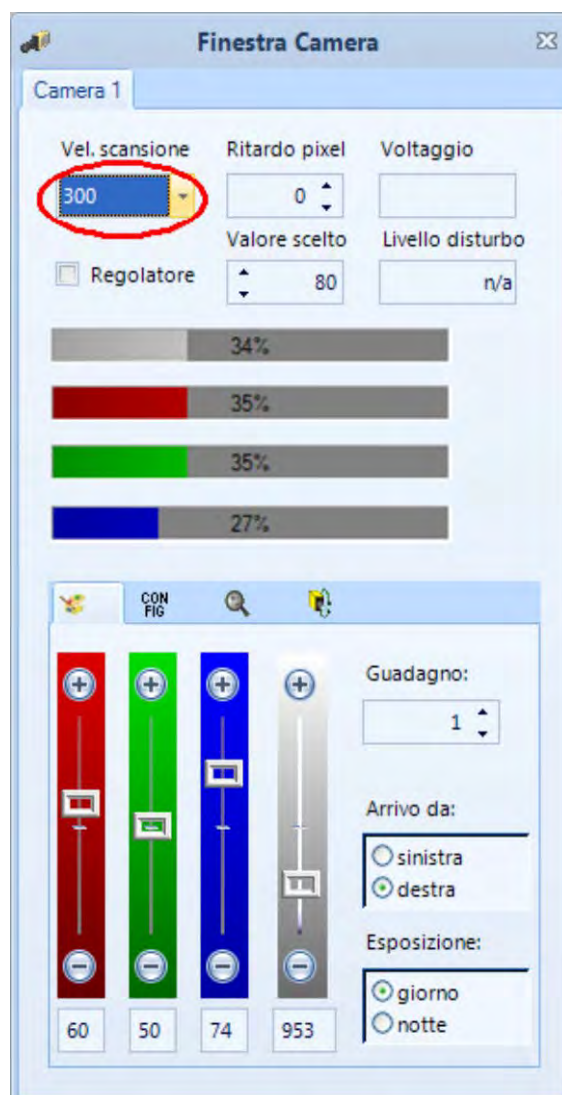 Finestra Camera
Camera 1
Vel. scansione Ritardo pixel Voltaggio
300 0
Valore scelto Livello disturbo
Regolatore 80 n/a
34%
35%
35%
27%
CON
FIG
Guadagno:
1
Arrivo da:
sinistra
destra
Esposizione:
giorno
notte
60 50 74 953